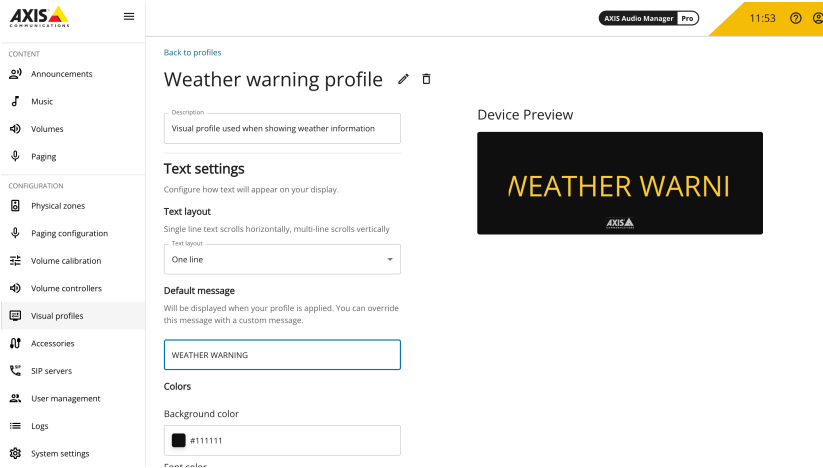 AXIS
COMMUNICATIONS
AXIS Audio Manager Pro
11:53
CONTENT
Announcements
Music
Volumes
Paging
CONFIGURATION
Physical zones
Paging configuration
Volume calibration
Volume controllers
Visual profiles
Accessories
SIP
SIP servers
User management
Logs
System settings
Back to profiles
Weather warning profile
Description
Visual profile used when showing weather information
Text settings
Configure how text will appear on your display.
Text layout
Single line text scrolls horizontally, multi-line scrolls vertically
Text layout
One line
Default message
Will be displayed when your profile is applied. You can override
this message with a custom message.
WEATHER WARNING
Colors
Background color
#111111
Font color
Device Preview
WEATHER WARNI
AXIS
COMMUNICATIONS